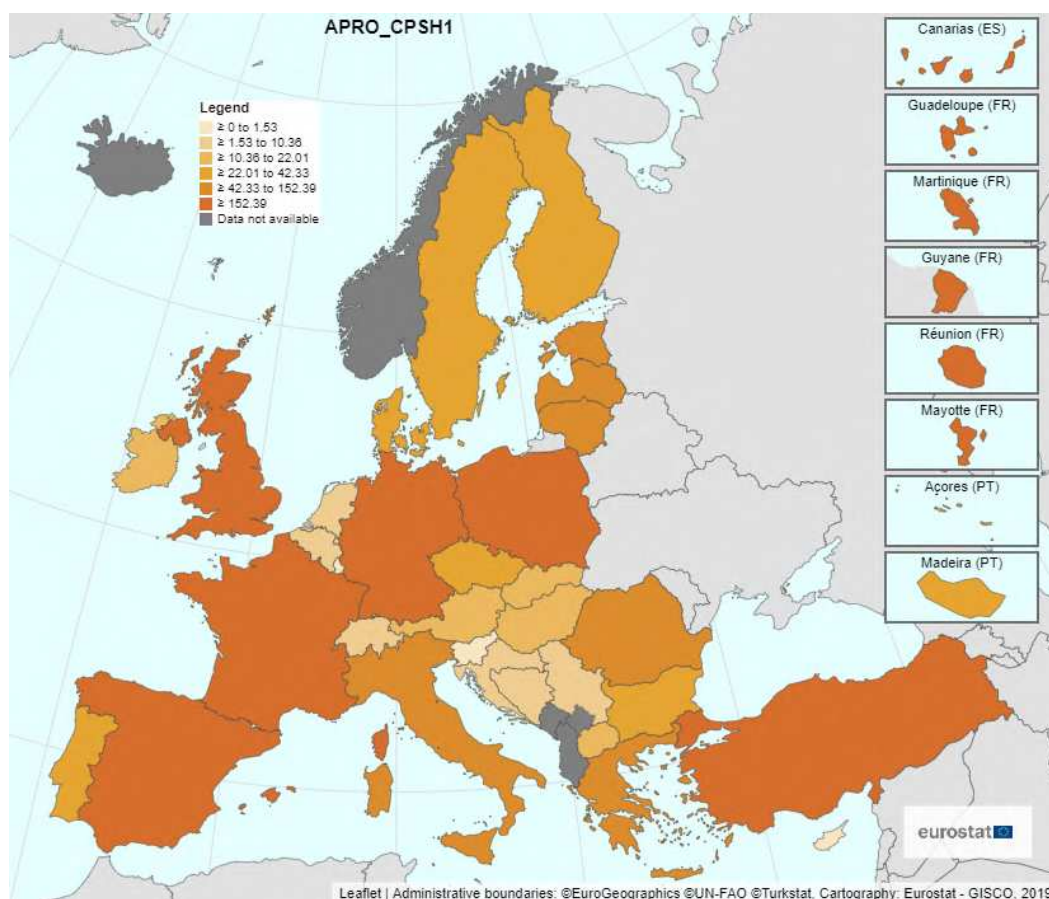 APRO_CPSH1
Legend
≥ 0 to 1.53
≥ 1.53 to 10.36
≥ 10.36 to 22.01
≥ 22.01 to 42.33
≥ 42.33 to 152.39
≥ 152.39
Data not available
Canarias (ES)
Guadeloupe (FR)
Martinique (FR)
Guyane (FR)
Réunion (FR)
Mayotte (FR)
Açores (PT)
Madeira (PT)
eurostat
Leaflet | Administrative boundaries: ©EuroGeographics ©UN-FAO ©Turkstat, Cartography: Eurostat - GISCO, 2019